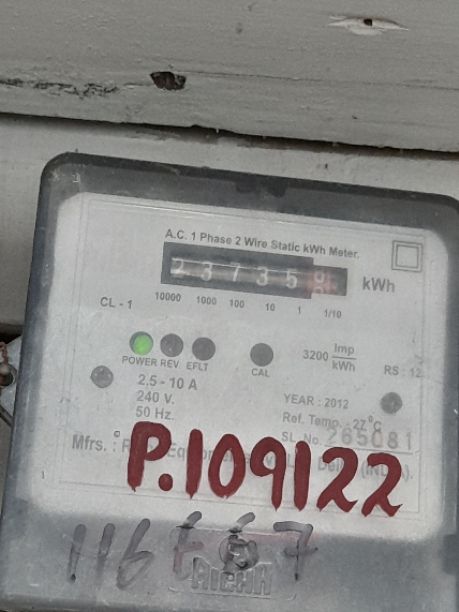 A.C. 1 Phase 2 Wire Static kWh Meter.
2 3 7 3 5 kWh
CL - 1 10000 1000 100 10 1 1/10
POWER REV EFLT CAL
3200 Imp/kWh RS : 12
2.5 - 10 A
240 V.
50 Hz.
YEAR : 2012
Ref. Temp. - 27°C
SL. No. 265081
Mfrs. :
P.109122